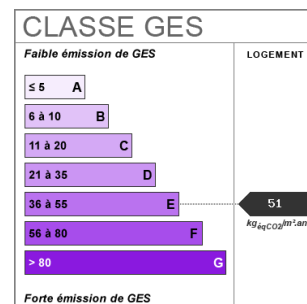 CLASSE GES
Faible émission de GES
LOGEMENT
≤ 5 A
6 à 10 B
11 à 20 C
21 à 35 D
36 à 55 E
51
kgéqCO2/m².an
56 à 80 F
> 80 G
Forte émission de GES